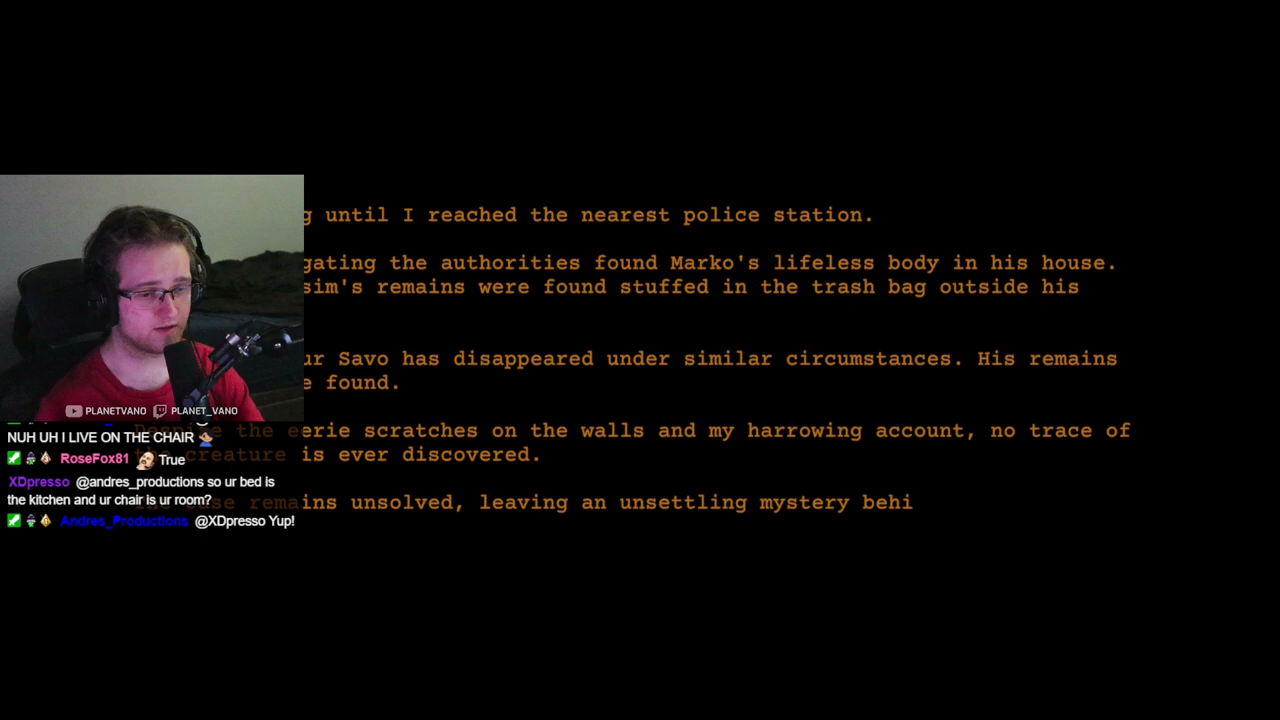 until I reached the nearest police station.
the authorities found Marko's lifeless body in his house.
remains were found stuffed in the trash bag outside his
Savo has disappeared under similar circumstances. His remains
found.
the eerie scratches on the walls and my harrowing account, no trace of
creature is ever discovered.
remains unsolved, leaving an unsettling mystery behi
PLANETVANO PLANET_VANO
NUH UH I LIVE ON THE CHAIR
RoseFox81 True
XDpresso @andres_productions so ur bed is
the kitchen and ur chair is ur room?
Andres_Productions @XDpresso Yup!